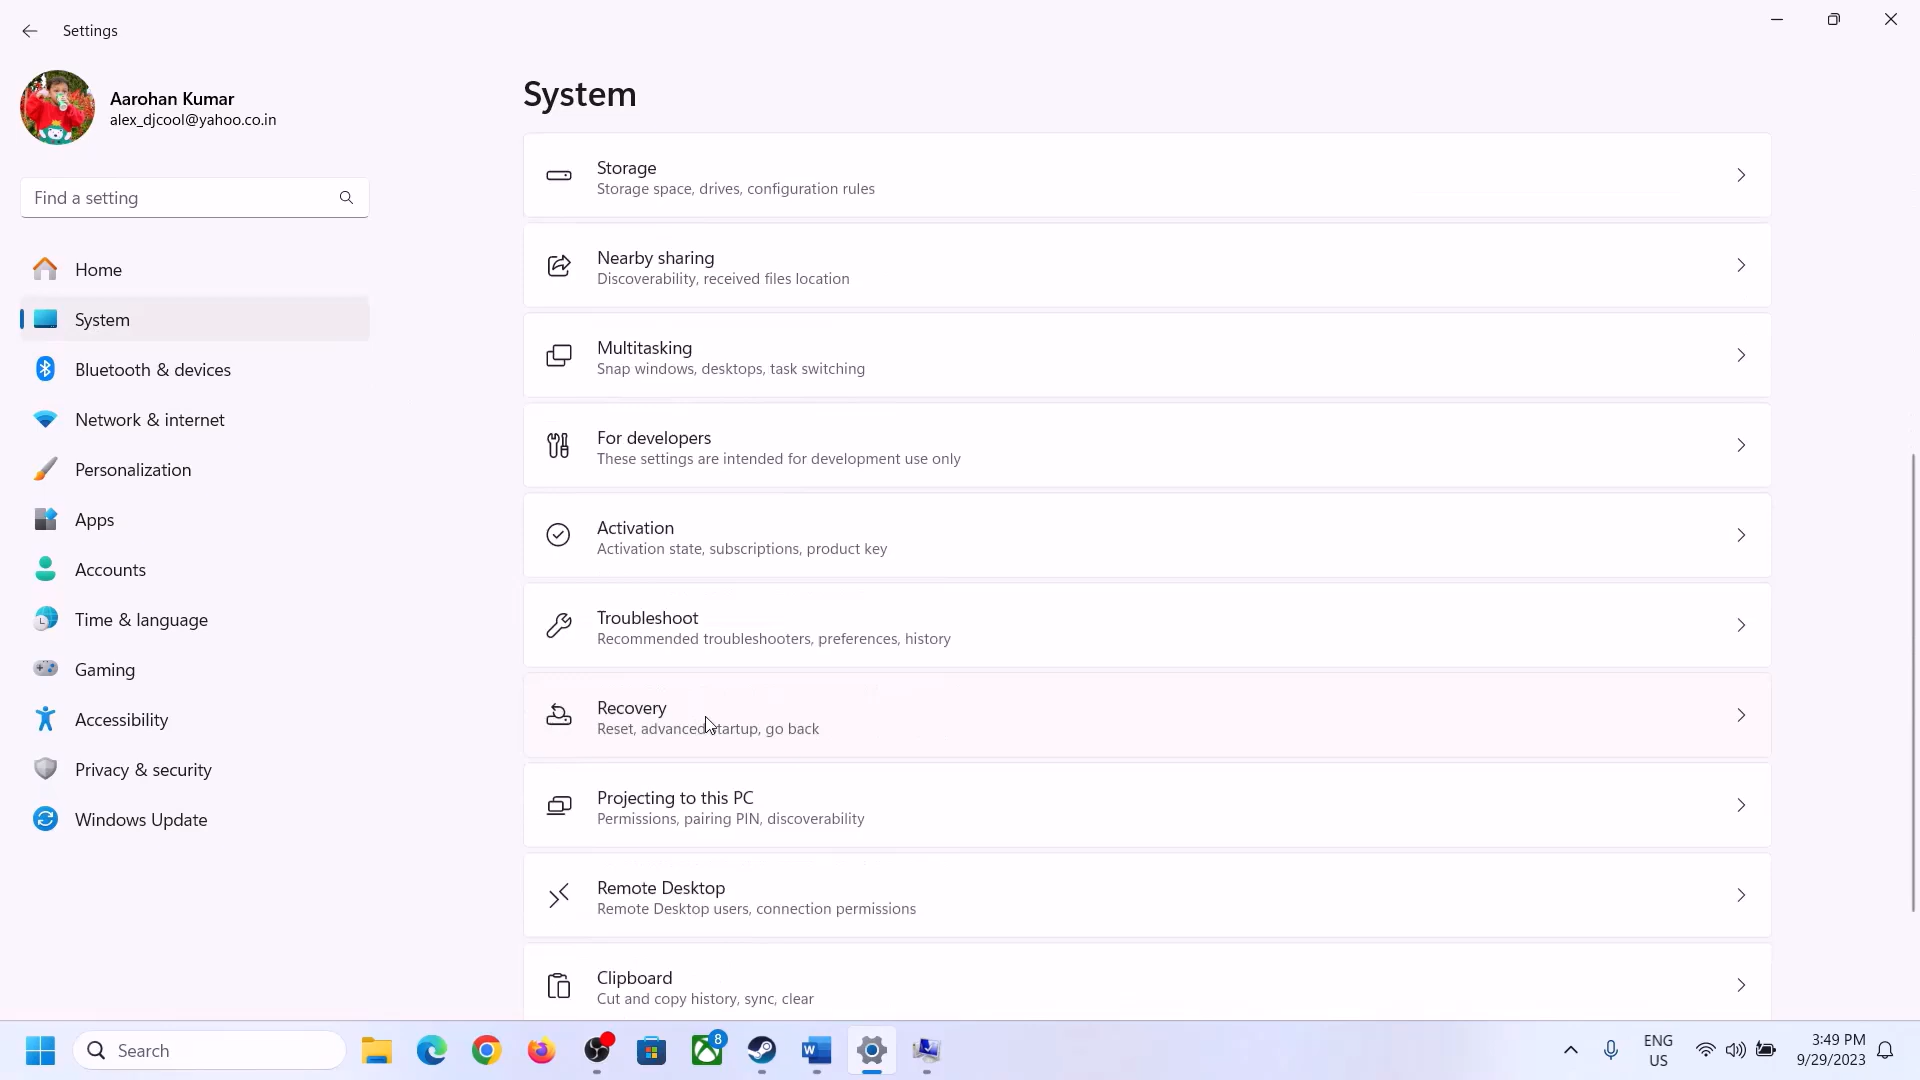 Settings
Aarohan Kumar
alex_djcool@yahoo.co.in
Find a setting
Home
System
Bluetooth & devices
Network & internet
Personalization
Apps
Accounts
Time & language
Gaming
Accessibility
Privacy & security
Windows Update
System
Storage
Storage space, drives, configuration rules
Nearby sharing
Discoverability, received files location
Multitasking
Snap windows, desktops, task switching
For developers
These settings are intended for development use only
Activation
Activation state, subscriptions, product key
Troubleshoot
Recommended troubleshooters, preferences, history
Recovery
Reset, advanced startup, go back
Projecting to this PC
Permissions, pairing PIN, discoverability
Remote Desktop
Remote Desktop users, connection permissions
Clipboard
Cut and copy history, sync, clear
Search
8
ENG
US
3:49 PM
9/29/2023